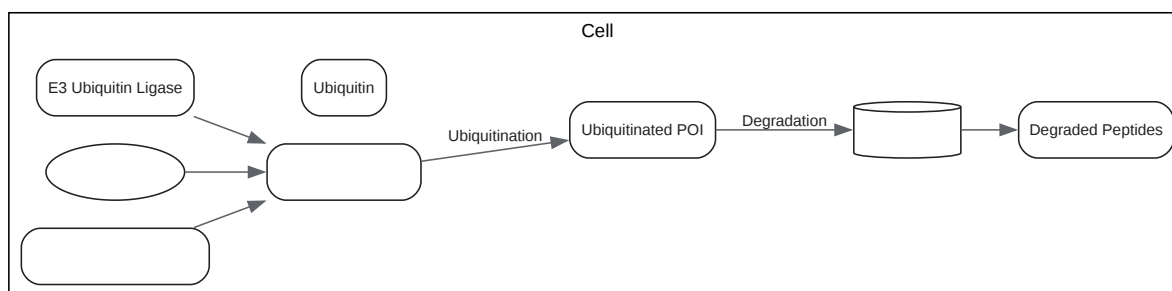 Cell
E3 Ubiquitin Ligase
Ubiquitin
Ubiquitination
Ubiquitinated POI
Degradation
Degraded Peptides